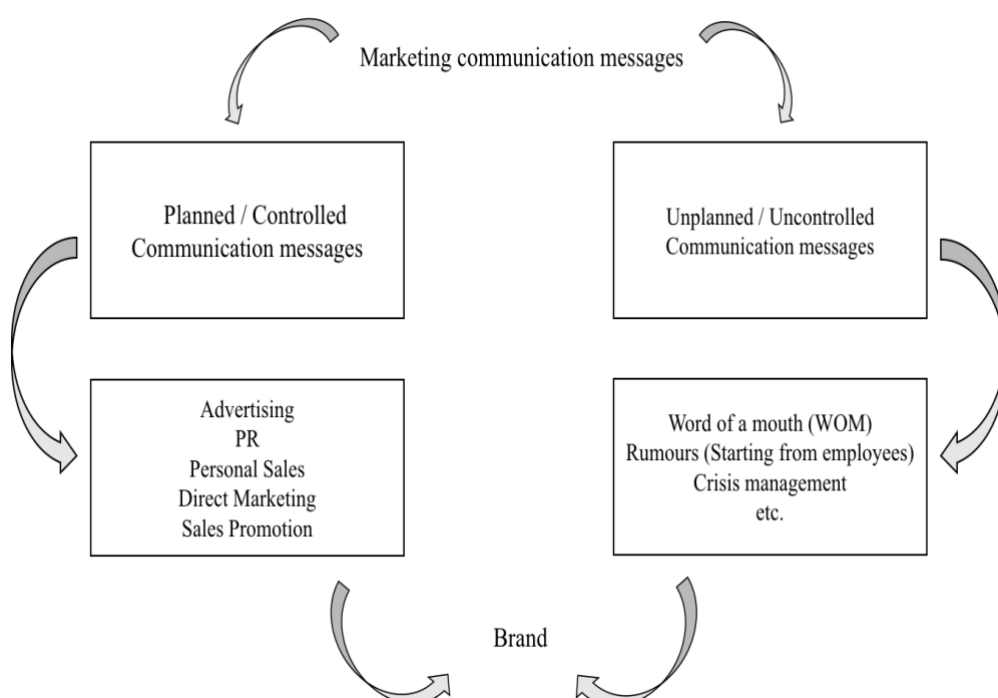 Marketing communication messages
Planned / Controlled
Communication messages
Unplanned / Uncontrolled
Communication messages
Advertising
PR
Personal Sales
Direct Marketing
Sales Promotion
Word of a mouth (WOM)
Rumours (Starting from employees)
Crisis management
etc.
Brand